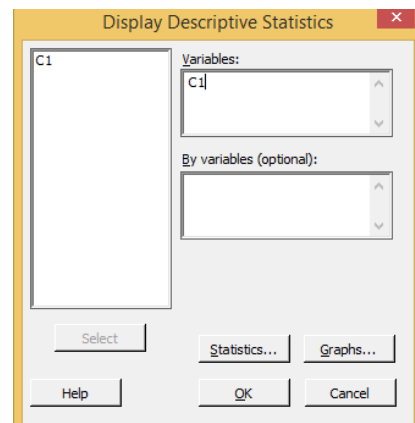 Display Descriptive Statistics
C1
Variables:
C1
By variables (optional):
Select
Statistics...
Graphs...
Help
OK
Cancel